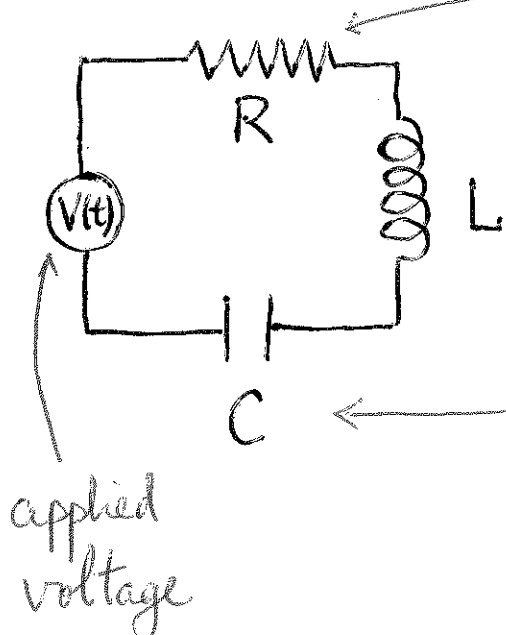 R
V(t)
L
C
applied
voltage